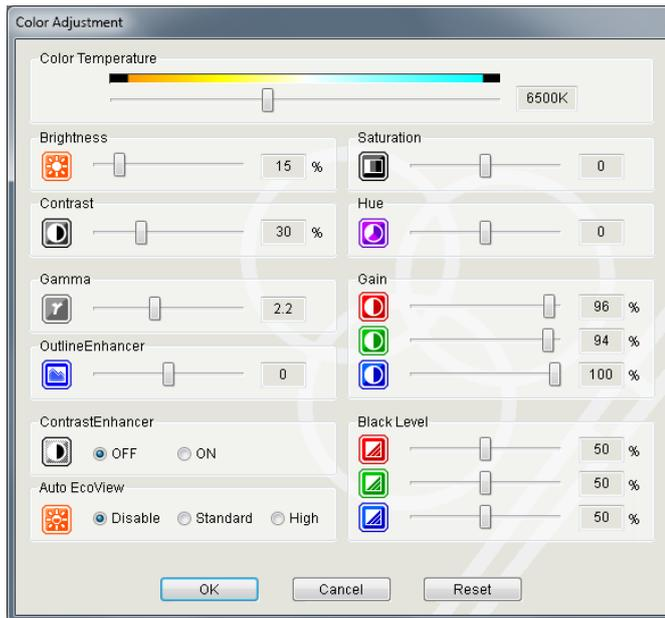 Color Adjustment
Color Temperature
6500K
Brightness
15 %
Saturation
0
Contrast
30 %
Hue
0
Gamma
γ
2.2
Gain
96 %
94 %
100 %
OutlineEnhancer
0
ContrastEnhancer
OFF ON
Black Level
50 %
50 %
50 %
Auto EcoView
Disable Standard High
OK Cancel Reset